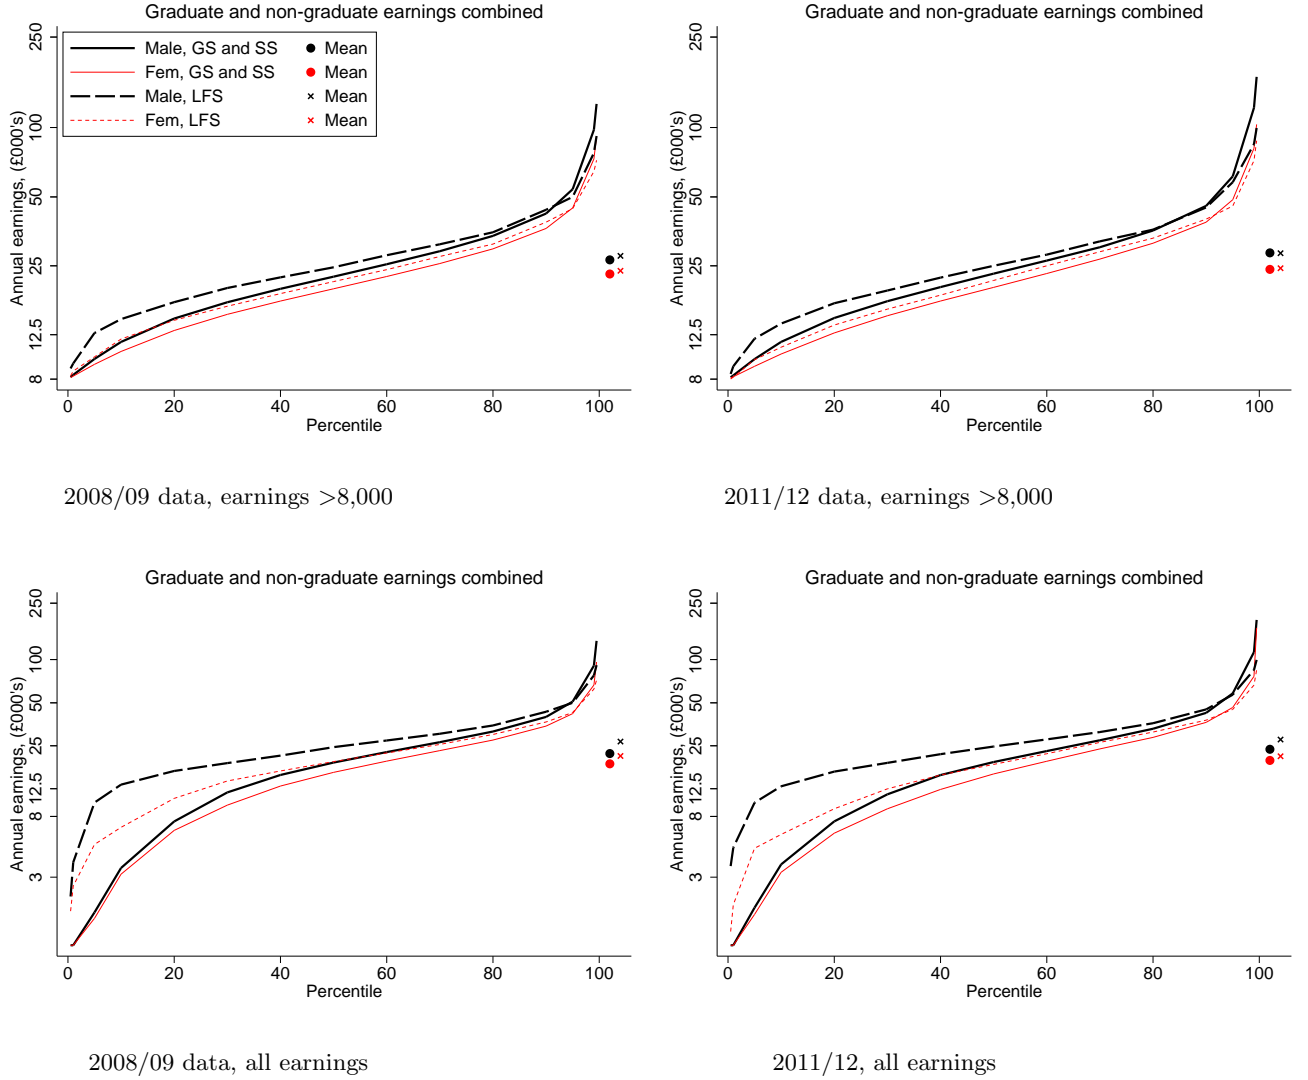 Graduate and non-graduate earnings combined
Annual earnings, (£000's)
250
100
50
25
12.5
8
Male, GS and SS
Mean
Fem, GS and SS
Mean
Male, LFS
Mean
Fem, LFS
Mean
0 20 40 60 80 100
Percentile
2008/09 data, earnings >8,000
Graduate and non-graduate earnings combined
Annual earnings, (£000's)
250
100
50
25
12.5
8
0 20 40 60 80 100
Percentile
2011/12 data, earnings >8,000
Graduate and non-graduate earnings combined
Annual earnings, (£000's)
250
100
50
25
12.5
8
3
0 20 40 60 80 100
Percentile
2008/09 data, all earnings
Graduate and non-graduate earnings combined
Annual earnings, (£000's)
250
100
50
25
12.5
8
3
0 20 40 60 80 100
Percentile
2011/12, all earnings